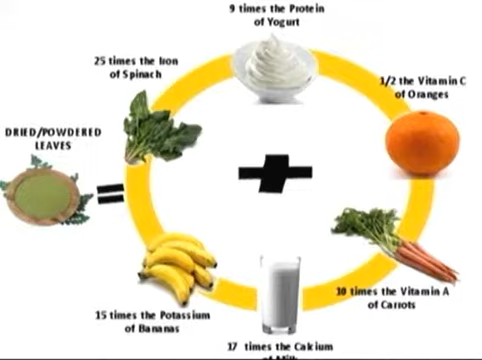 9 times the Protein
of Yogurt
25 times the Iron
of Spinach
1/2 the Vitamin C
of Oranges
DRIED/POWDERED
LEAVES
=
10 times the Vitamin A
of Carrots
15 times the Potassium
of Bananas
17 times the Calcium
of Milk